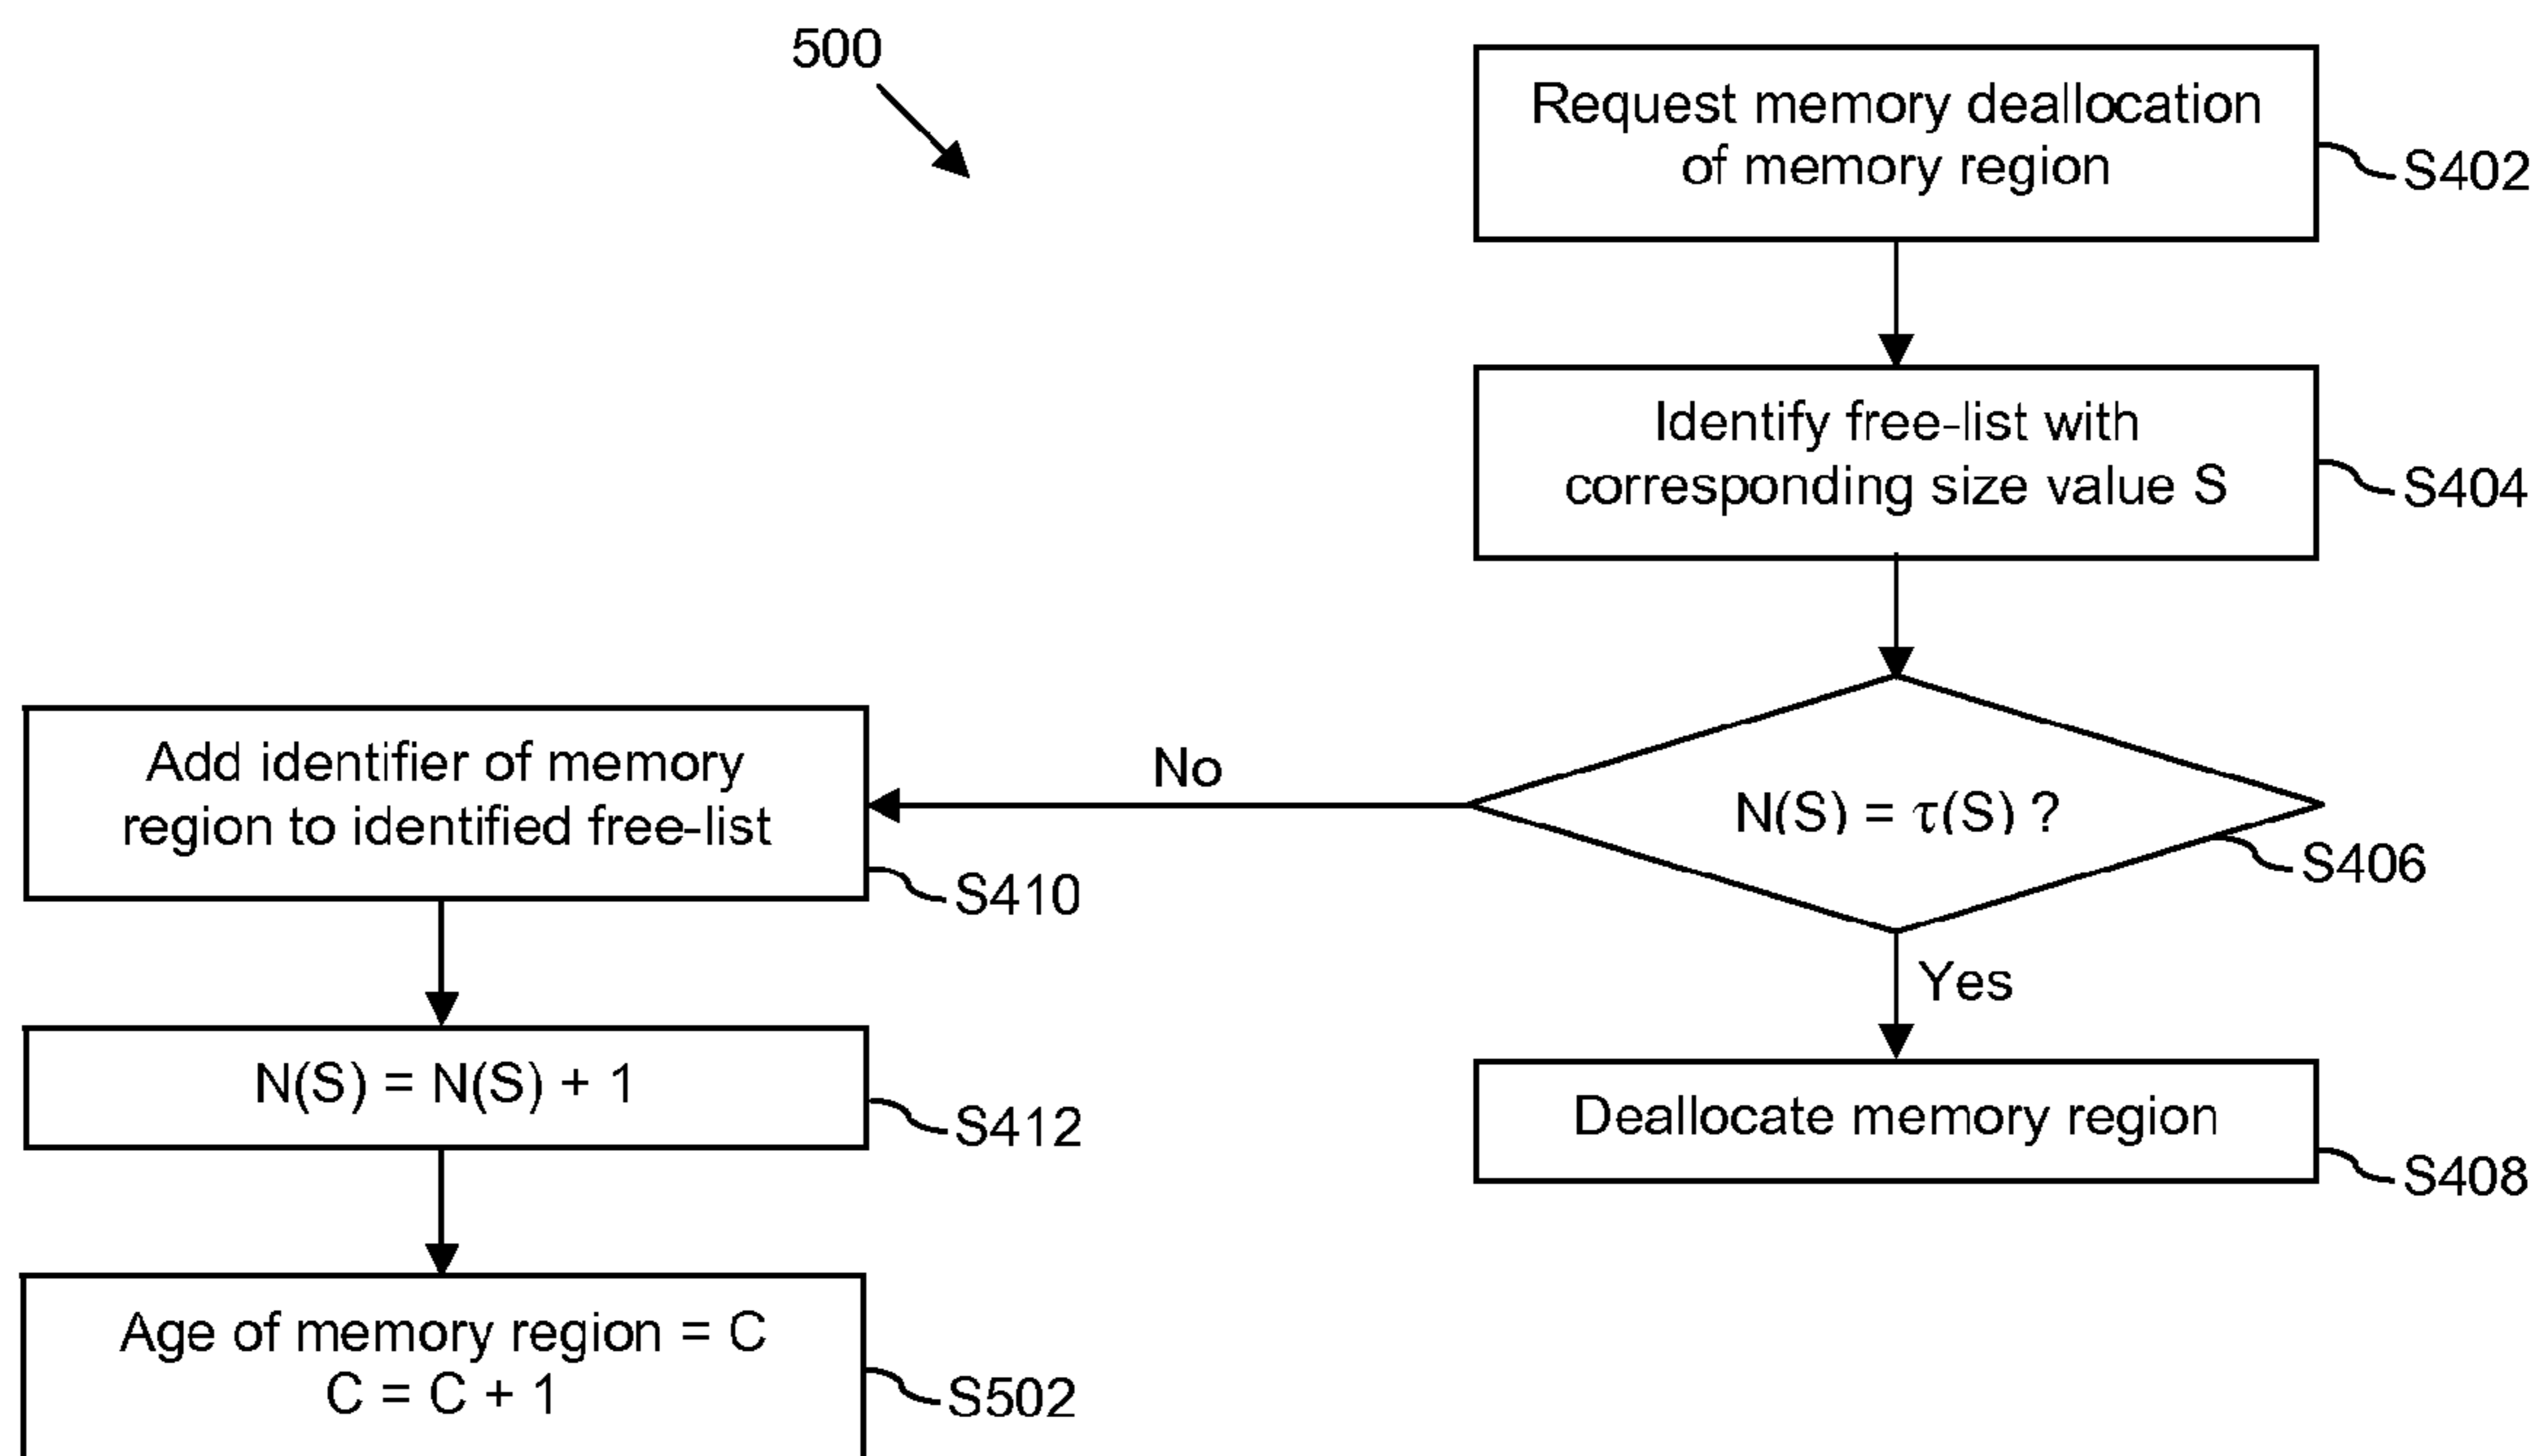 500
Request memory deallocation
of memory region
S402
Identify free-list with
corresponding size value S
S404
N(S) = τ(S) ?
S406
No
Yes
Add identifier of memory
region to identified free-list
S410
N(S) = N(S) + 1
S412
Deallocate memory region
S408
Age of memory region = C
C = C + 1
S502